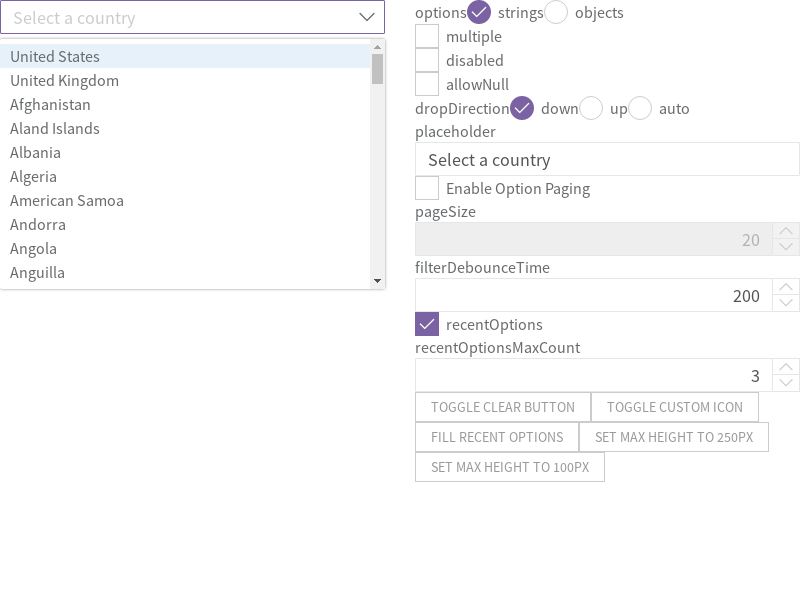 Select a country
United States
United Kingdom
Afghanistan
Aland Islands
Albania
Algeria
American Samoa
Andorra
Angola
Anguilla
options strings objects
multiple
disabled
allowNull
dropDirection down up auto
placeholder
Select a country
Enable Option Paging
pageSize
20
filterDebounceTime
200
recentOptions
recentOptionsMaxCount
3
TOGGLE CLEAR BUTTON TOGGLE CUSTOM ICON
FILL RECENT OPTIONS SET MAX HEIGHT TO 250PX
SET MAX HEIGHT TO 100PX